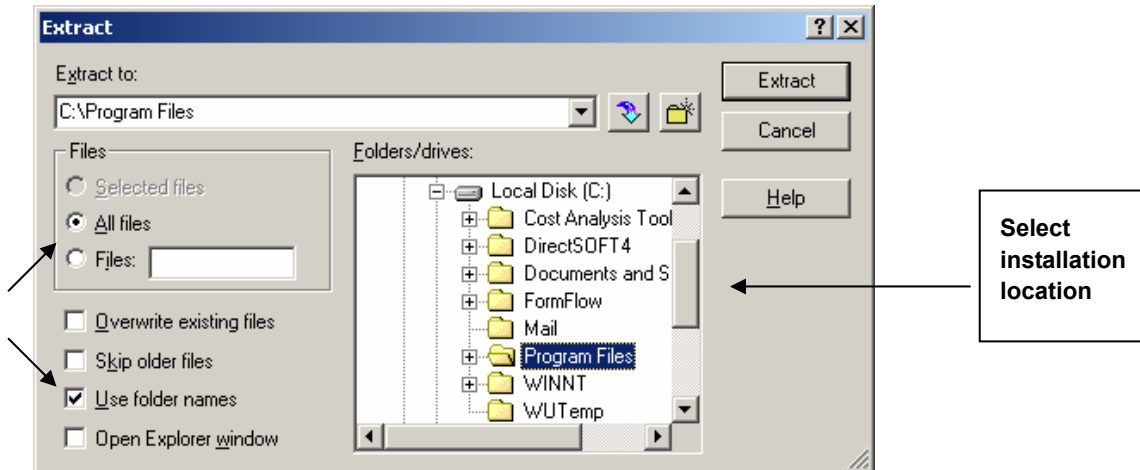 Extract
Extract to:
C:\Program Files
Extract
Cancel
Help
Files
Selected files
All files
Files:
Overwrite existing files
Skip older files
Use folder names
Open Explorer window
Folders/drives:
Local Disk (C:)
Cost Analysis Tool
DirectSOFT4
Documents and S
FormFlow
Mail
Program Files
WINNT
WUTemp
Select
installation
location